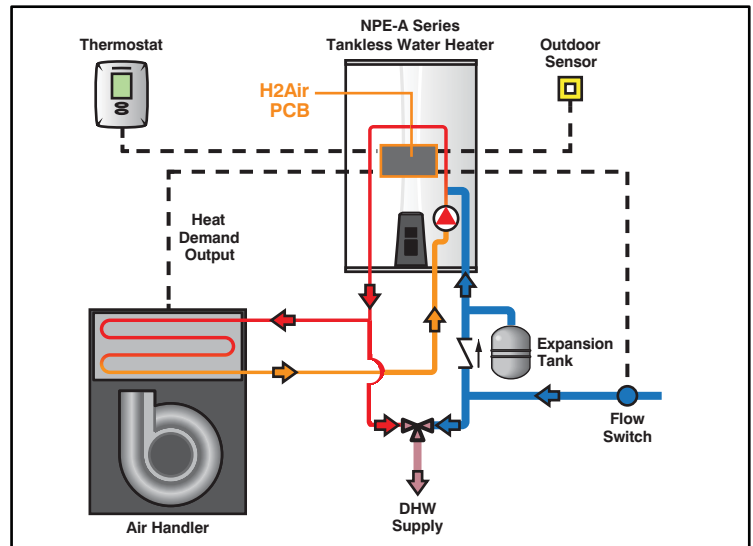 NPE-A Series
Tankless Water Heater
Thermostat
Outdoor
Sensor
H2Air
PCB
Heat
Demand
Output
Expansion
Tank
Flow
Switch
DHW
Supply
Air Handler